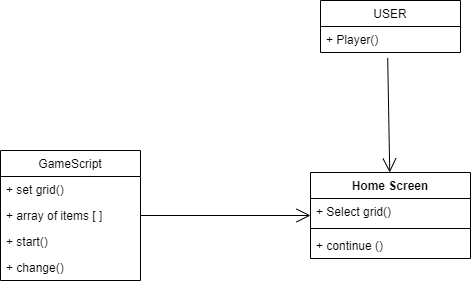 USER
+ Player()
GameScript
+ set grid()
+ array of items [ ]
+ start()
+ change()
Home Screen
+ Select grid()
+ continue ()